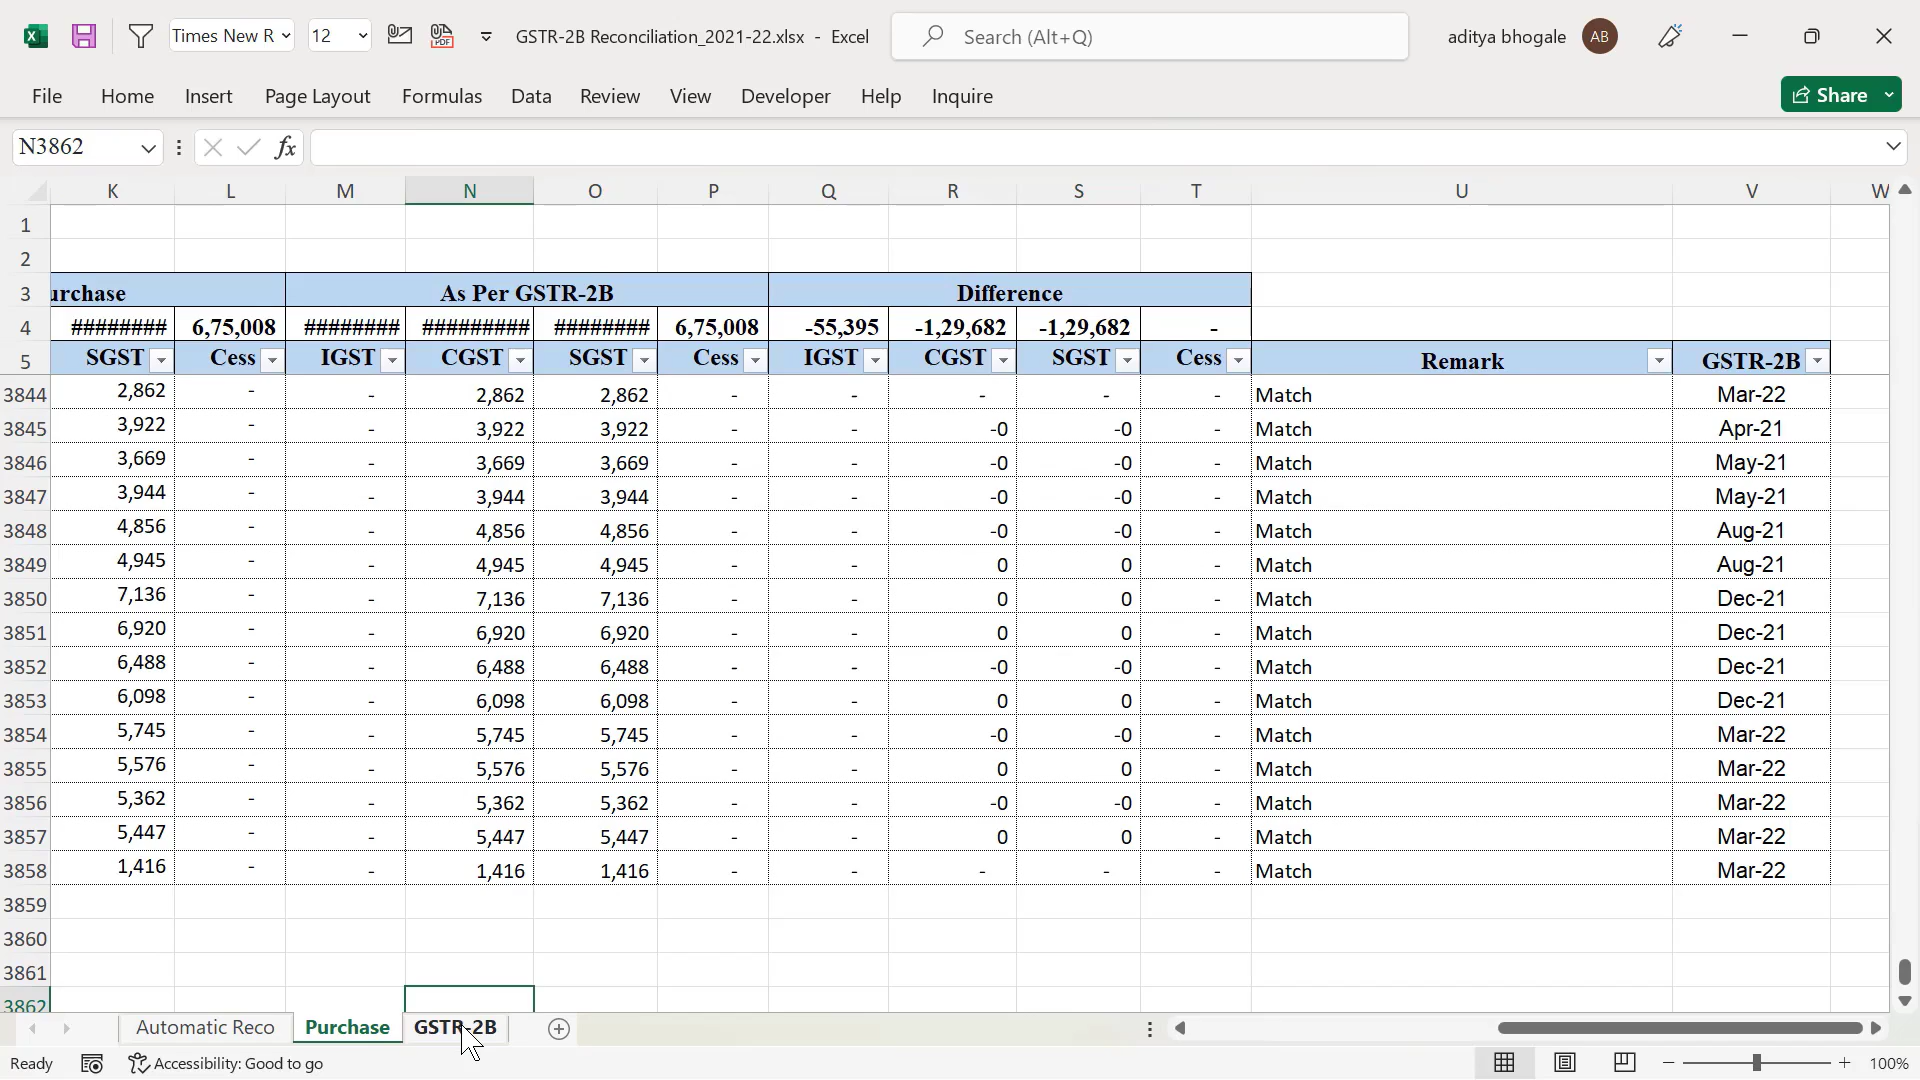 Times New R 12 PDF GSTR-2B Reconciliation_2021-22.xlsx - Excel Search (Alt+Q) aditya bhogale AB
File Home Insert Page Layout Formulas Data Review View Developer Help Inquire Share
N3862 fx
K L M N O P Q R S T U V W
1
2
3 urchase As Per GSTR-2B Difference
4 ######## 6,75,008 ######## ######### ######## 6,75,008 -55,395 -1,29,682 -1,29,682 -
5 SGST Cess IGST CGST SGST Cess IGST CGST SGST Cess Remark GSTR-2B
3844 2,862 - - 2,862 2,862 - - - - - Match Mar-22
3845 3,922 - - 3,922 3,922 - - -0 -0 - Match Apr-21
3846 3,669 - - 3,669 3,669 - - -0 -0 - Match May-21
3847 3,944 - - 3,944 3,944 - - -0 -0 - Match May-21
3848 4,856 - - 4,856 4,856 - - -0 -0 - Match Aug-21
3849 4,945 - - 4,945 4,945 - - 0 0 - Match Aug-21
3850 7,136 - - 7,136 7,136 - - 0 0 - Match Dec-21
3851 6,920 - - 6,920 6,920 - - 0 0 - Match Dec-21
3852 6,488 - - 6,488 6,488 - - -0 -0 - Match Dec-21
3853 6,098 - - 6,098 6,098 - - 0 0 - Match Dec-21
3854 5,745 - - 5,745 5,745 - - -0 -0 - Match Mar-22
3855 5,576 - - 5,576 5,576 - - 0 0 - Match Mar-22
3856 5,362 - - 5,362 5,362 - - -0 -0 - Match Mar-22
3857 5,447 - - 5,447 5,447 - - 0 0 - Match Mar-22
3858 1,416 - - 1,416 1,416 - - - - - Match Mar-22
3859
3860
3861
3862
Automatic Reco Purchase GSTR-2B
Ready Accessibility: Good to go 100%